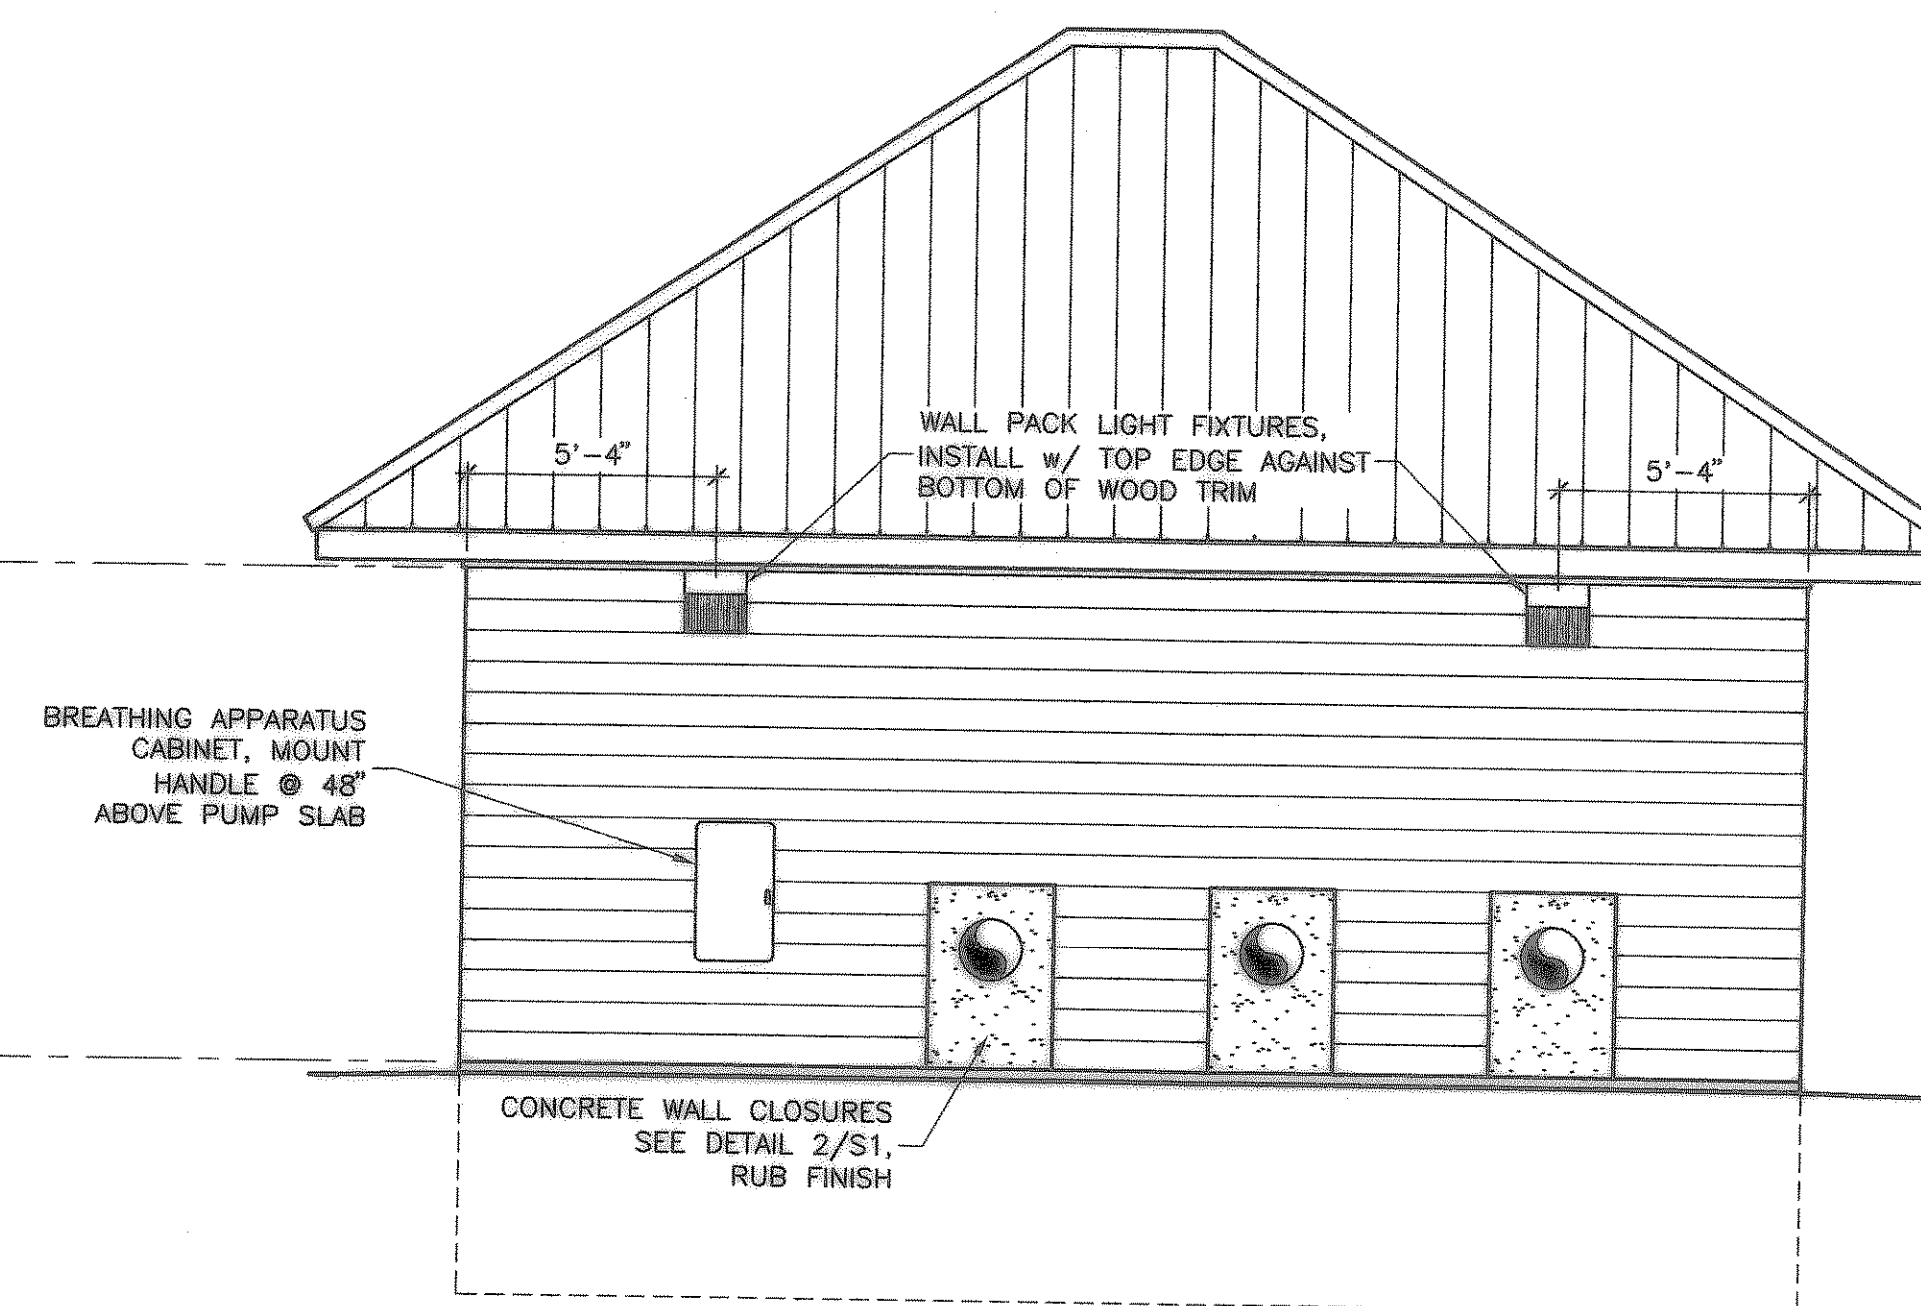 WALL PACK LIGHT FIXTURES,
INSTALL w/ TOP EDGE AGAINST
BOTTOM OF WOOD TRIM
5'-4"
5'-4"
BREATHING APPARATUS
CABINET, MOUNT
HANDLE @ 48"
ABOVE PUMP SLAB
CONCRETE WALL CLOSURES
SEE DETAIL 2/S1,
RUB FINISH